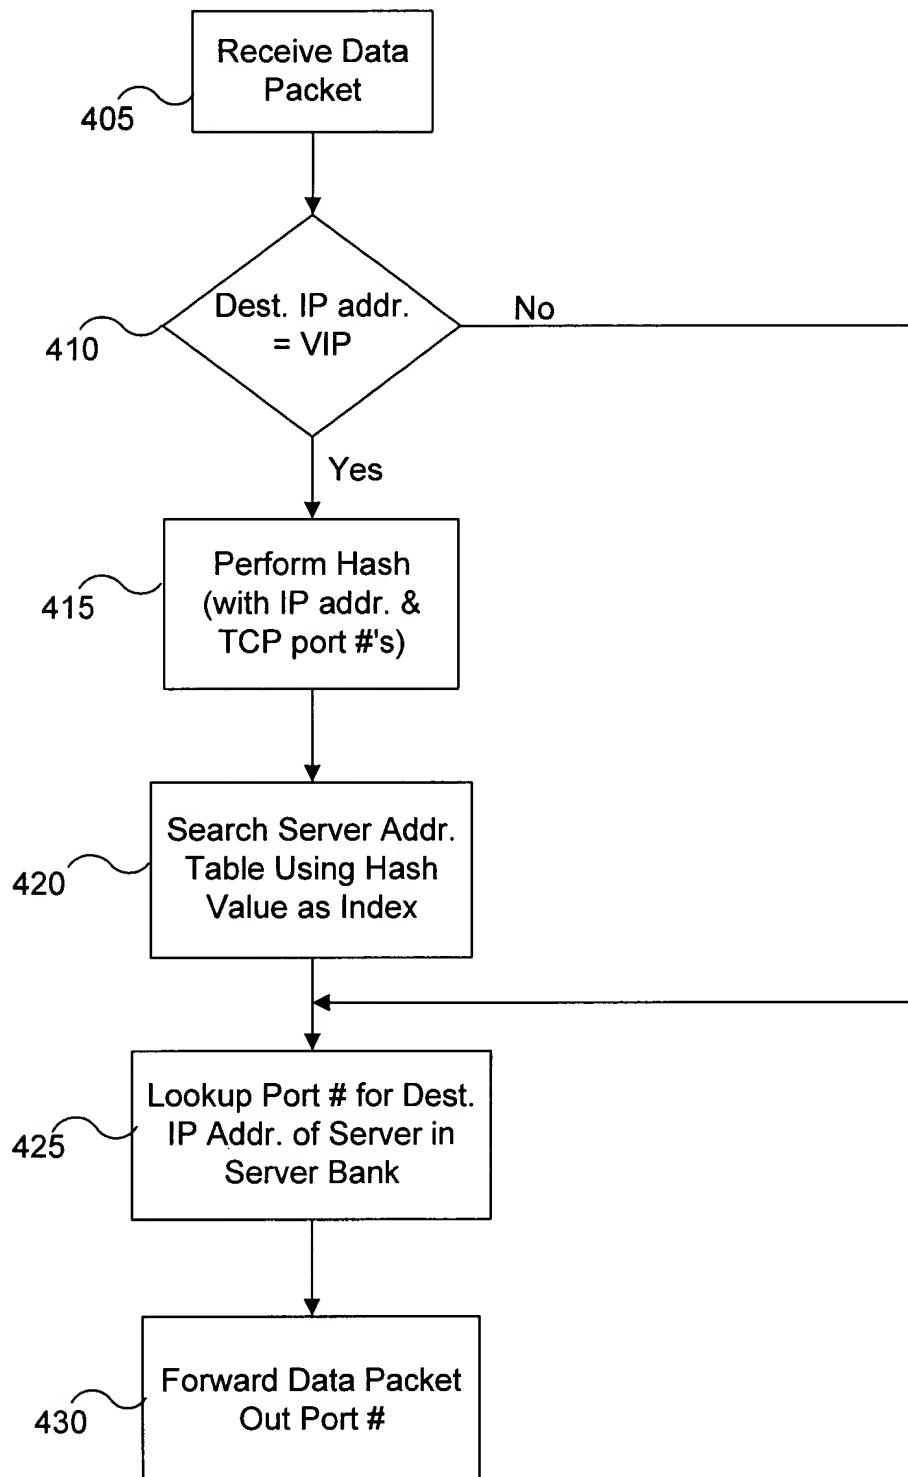 Receive Data
Packet
405
Dest. IP addr.
= VIP
410
No
Yes
Perform Hash
(with IP addr. &
TCP port #'s)
415
Search Server Addr.
Table Using Hash
Value as Index
420
Lookup Port # for Dest.
IP Addr. of Server in
Server Bank
425
Forward Data Packet
Out Port #
430